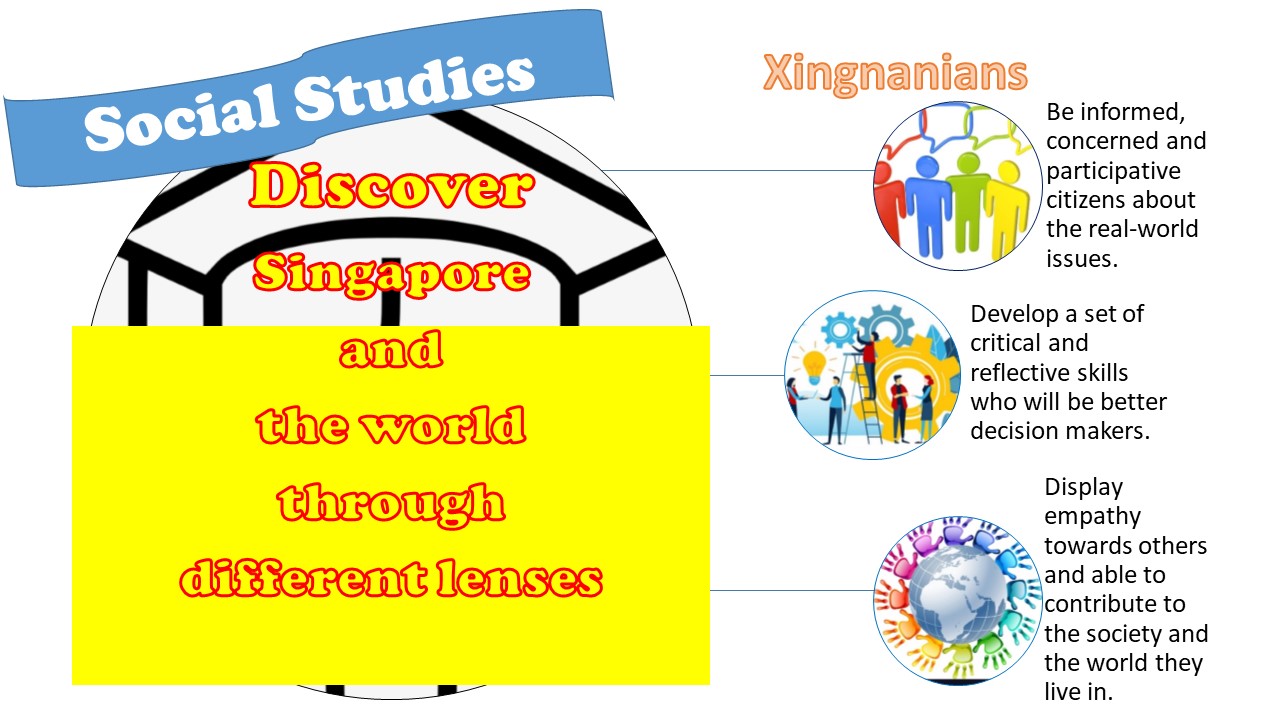 Social Studies
Discover
Singapore
and
the world
through
different lenses
Xingnanians
Be informed,
concerned and
participative
citizens about
the real-world
issues.
Develop a set of
critical and
reflective skills
who will be better
decision makers.
Display
empathy
towards others
and able to
contribute to
the society and
the world they
live in.